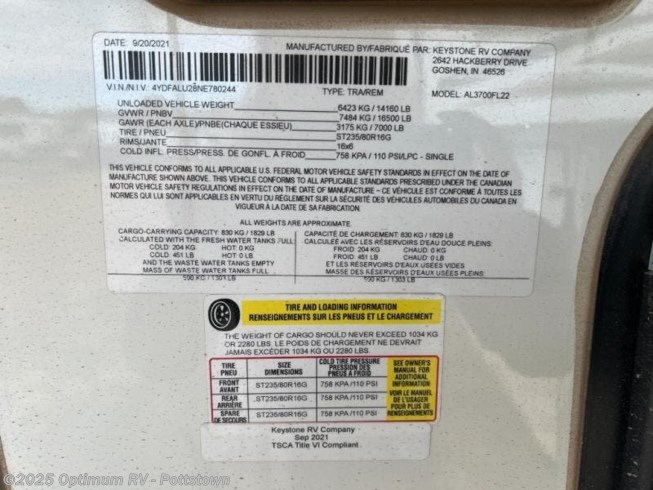 DATE: 9/20/2021
MANUFACTURED BY/FABRIQUÉ PAR: KEYSTONE RV COMPANY
2642 HACKBERRY DRIVE
GOSHEN, IN, 46526
V.I.N./N.I.V.: 4YDFALU28NE780244
TYPE: TRA/REM
MODEL: AL3700FL22
UNLOADED VEHICLE WEIGHT: 6423 KG / 14160 LB
GVWR / PNBV 7484 KG / 16500 LB
GAWR (EACH AXLE)/PNBE(CHAQUE ESSIEU) 3175 KG / 7000 LB
TIRE / PNEU ST235/80R16G
RIMS/JANTE 16x6
COLD INFL. PRESS/PRESS. DE GONFL. À FROID 758 KPA / 110 PSI/LPC - SINGLE
THIS VEHICLE CONFORMS TO ALL APPLICABLE U.S. FEDERAL MOTOR VEHICLE SAFETY STANDARDS IN EFFECT ON THE DATE OF
MANUFACTURE SHOWN ABOVE. THIS VEHICLE CONFORMS TO ALL APPLICABLE STANDARDS PRESCRIBED UNDER THE CANADIAN
MOTOR VEHICLE SAFETY REGULATIONS IN EFFECT ON THE DATE OF MANUFACTURE ~ CE VÉHICULE EST CONFORME À TOUTES LES
NORMES QUI LUI SONT APPLICABLES EN VERTU DU RÈGLEMENT SUR LA SÉCURITÉ DES VÉHICULES AUTOMOBILES DU CANADA EN
VIGUEUR À LA DATE DE SA FABRICATION.
ALL WEIGHTS ARE APPROXIMATE.
CARGO-CARRYING CAPACITY: 830 KG / 1829 LB
CALCULATED WITH THE FRESH WATER TANKS FULL
COLD: 204 KG HOT: 0 KG
COLD: 451 LB HOT: 0 LB
AND THE WASTE WATER TANKS EMPTY
MASS OF WASTE WATER TANKS FULL
590 KG / 1303 LB
CAPACITÉ DE CHARGEMENT: 830 KG / 1829 LB
CALCULÉES AVEC LES RÉSERVOIRS D'EAU DOUCE PLEINS
FROID: 204 KG CHAUD: 0 KG
FROID: 451 LB CHAUD: 0 LB
ET LES RÉSERVOIRS D'EAUX USÉES VIDES
MASSE DES RÉSERVOIRS D'EAUX USÉES PLEINS
590 KG / 1303 LB
TIRE AND LOADING INFORMATION
RENSEIGNEMENTS SUR LES PNEUS ET LE CHARGEMENT
THE WEIGHT OF CARGO SHOULD NEVER EXCEED 1034 KG
OR 2280 LBS. LE POIDS DE CHARGEMENT NE DEVRAIT
JAMAIS EXCÉDER 1034 KG OU 2280 LBS.
TIRE
PNEU
SIZE
DIMENSIONS
COLD TIRE PRESSURE
PRESSION DES PNEUS À FROID
FRONT
AVANT
ST235/80R16G
758 KPA /110 PSI
REAR
ARRIÈRE
ST235/80R16G
758 KPA /110 PSI
SPARE
DE SECOURS
ST235/80R16G
758 KPA /110 PSI
SEE OWNER'S
MANUAL FOR
ADDITIONAL
INFORMATION
VOIR LE MANUEL
DE L'USAGER
POUR PLUS DE
RENSEIGNEMENTS
Keystone RV Company
Sep 2021
TSCA Title VI Compliant
©2025 Optimum RV - Pottstown